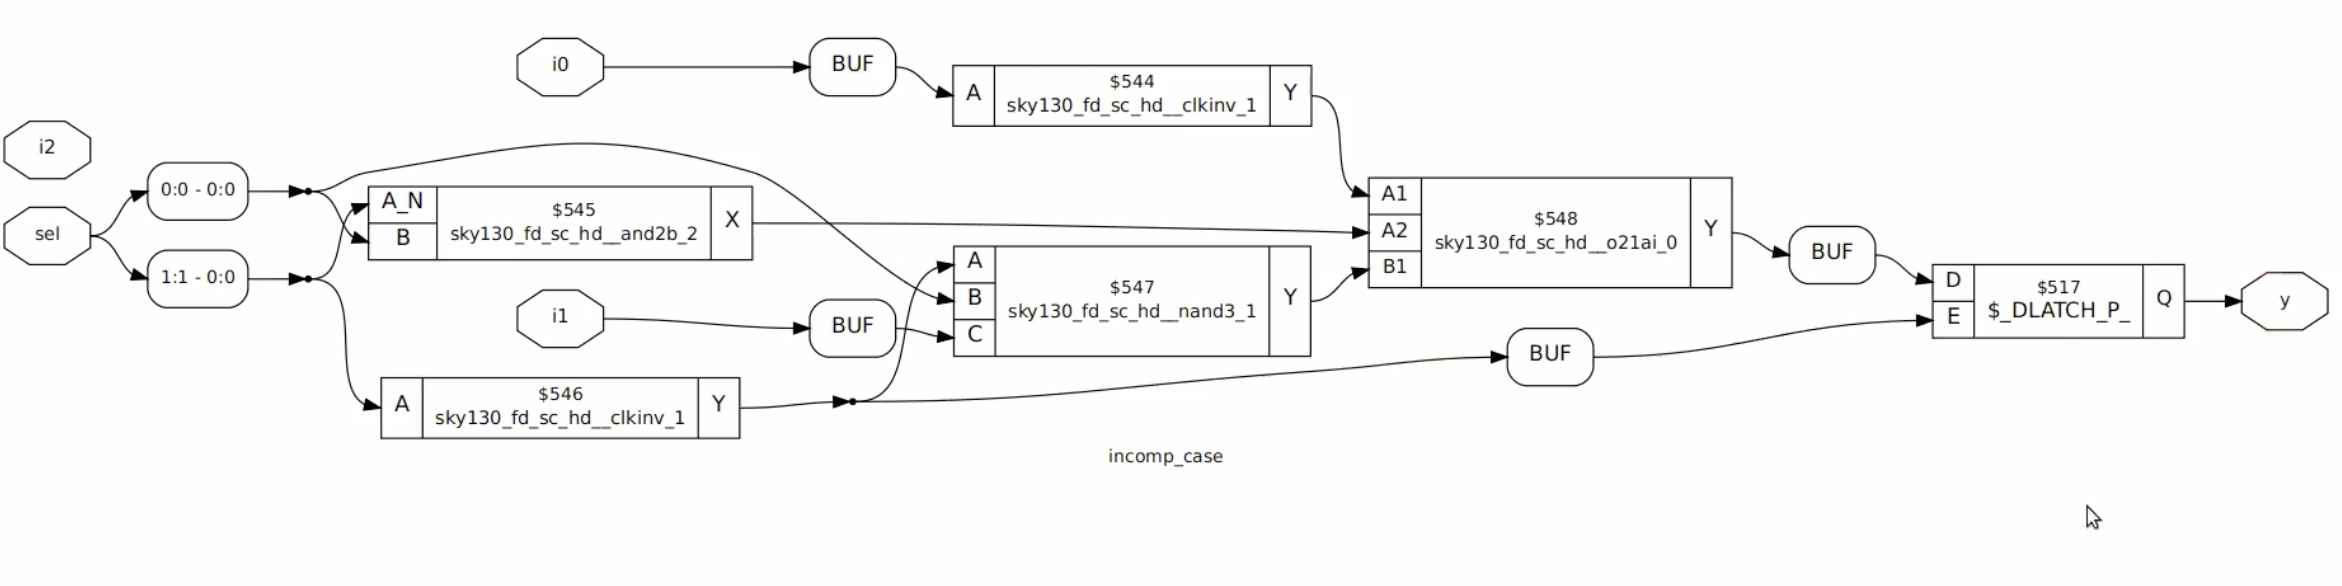 i0
BUF
A
$544
sky130_fd_sc_hd__clkinv_1
Y
i2
sel
0:0 - 0:0
1:1 - 0:0
A_N
B
$545
sky130_fd_sc_hd__and2b_2
X
i1
BUF
A
$546
sky130_fd_sc_hd__clkinv_1
Y
A
B
C
$547
sky130_fd_sc_hd__nand3_1
Y
A1
A2
B1
$548
sky130_fd_sc_hd__o21ai_0
Y
BUF
BUF
D
E
$517
$_DLATCH_P_
Q
y
incomp_case